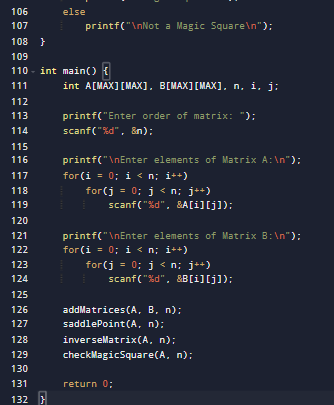 106 else
107 printf("\nNot a Magic Square\n");
108 }
109
110 int main() {
111 int A[MAX][MAX], B[MAX][MAX], n, i, j;
112
113 printf("Enter order of matrix: ");
114 scanf("%d", &n);
115
116 printf("\nEnter elements of Matrix A:\n");
117 for(i = 0; i < n; i++)
118 for(j = 0; j < n; j++)
119 scanf("%d", &A[i][j]);
120
121 printf("\nEnter elements of Matrix B:\n");
122 for(i = 0; i < n; i++)
123 for(j = 0; j < n; j++)
124 scanf("%d", &B[i][j]);
125
126 addMatrices(A, B, n);
127 saddlePoint(A, n);
128 inverseMatrix(A, n);
129 checkMagicSquare(A, n);
130
131 return 0;
132 }